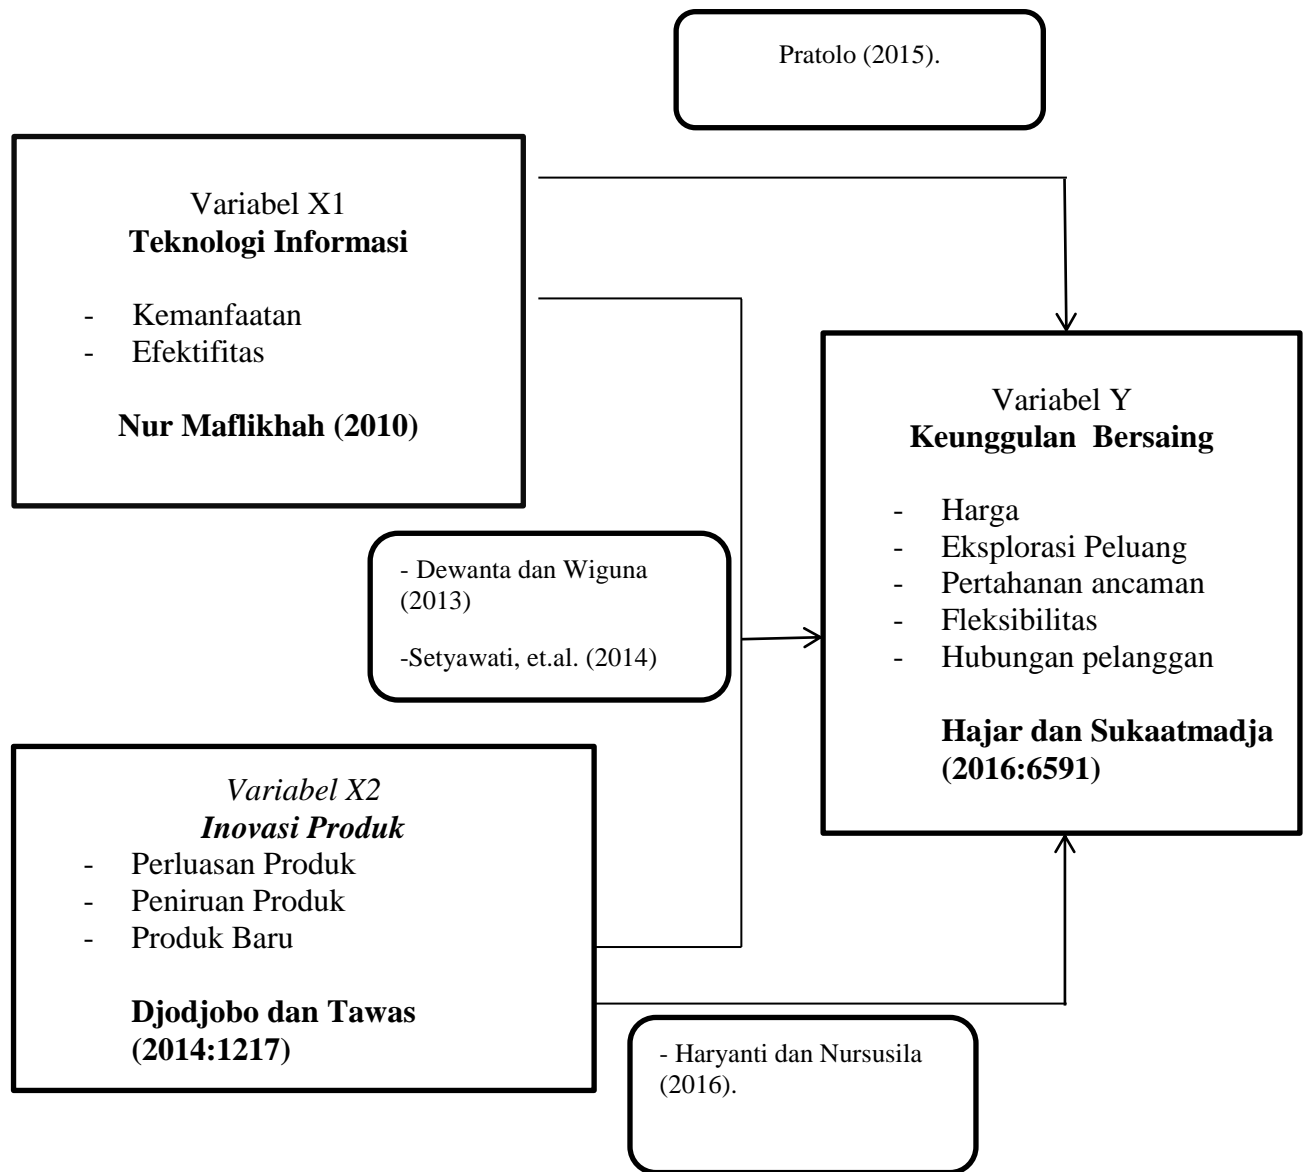 Pratolo (2015).
Variabel X1
Teknologi Informasi
- Kemanfaatan
- Efektifitas
Nur Maflikhah (2010)
Variabel Y
Keunggulan Bersaing
- Harga
- Eksplorasi Peluang
- Pertahanan ancaman
- Fleksibilitas
- Hubungan pelanggan
Hajar dan Sukaatmadja
(2016:6591)
- Dewanta dan Wiguna
(2013)
-Setyawati, et.al. (2014)
Variabel X2
Inovasi Produk
- Perluasan Produk
- Peniruan Produk
- Produk Baru
Djodjobo dan Tawas
(2014:1217)
- Haryanti dan Nursusila
(2016).